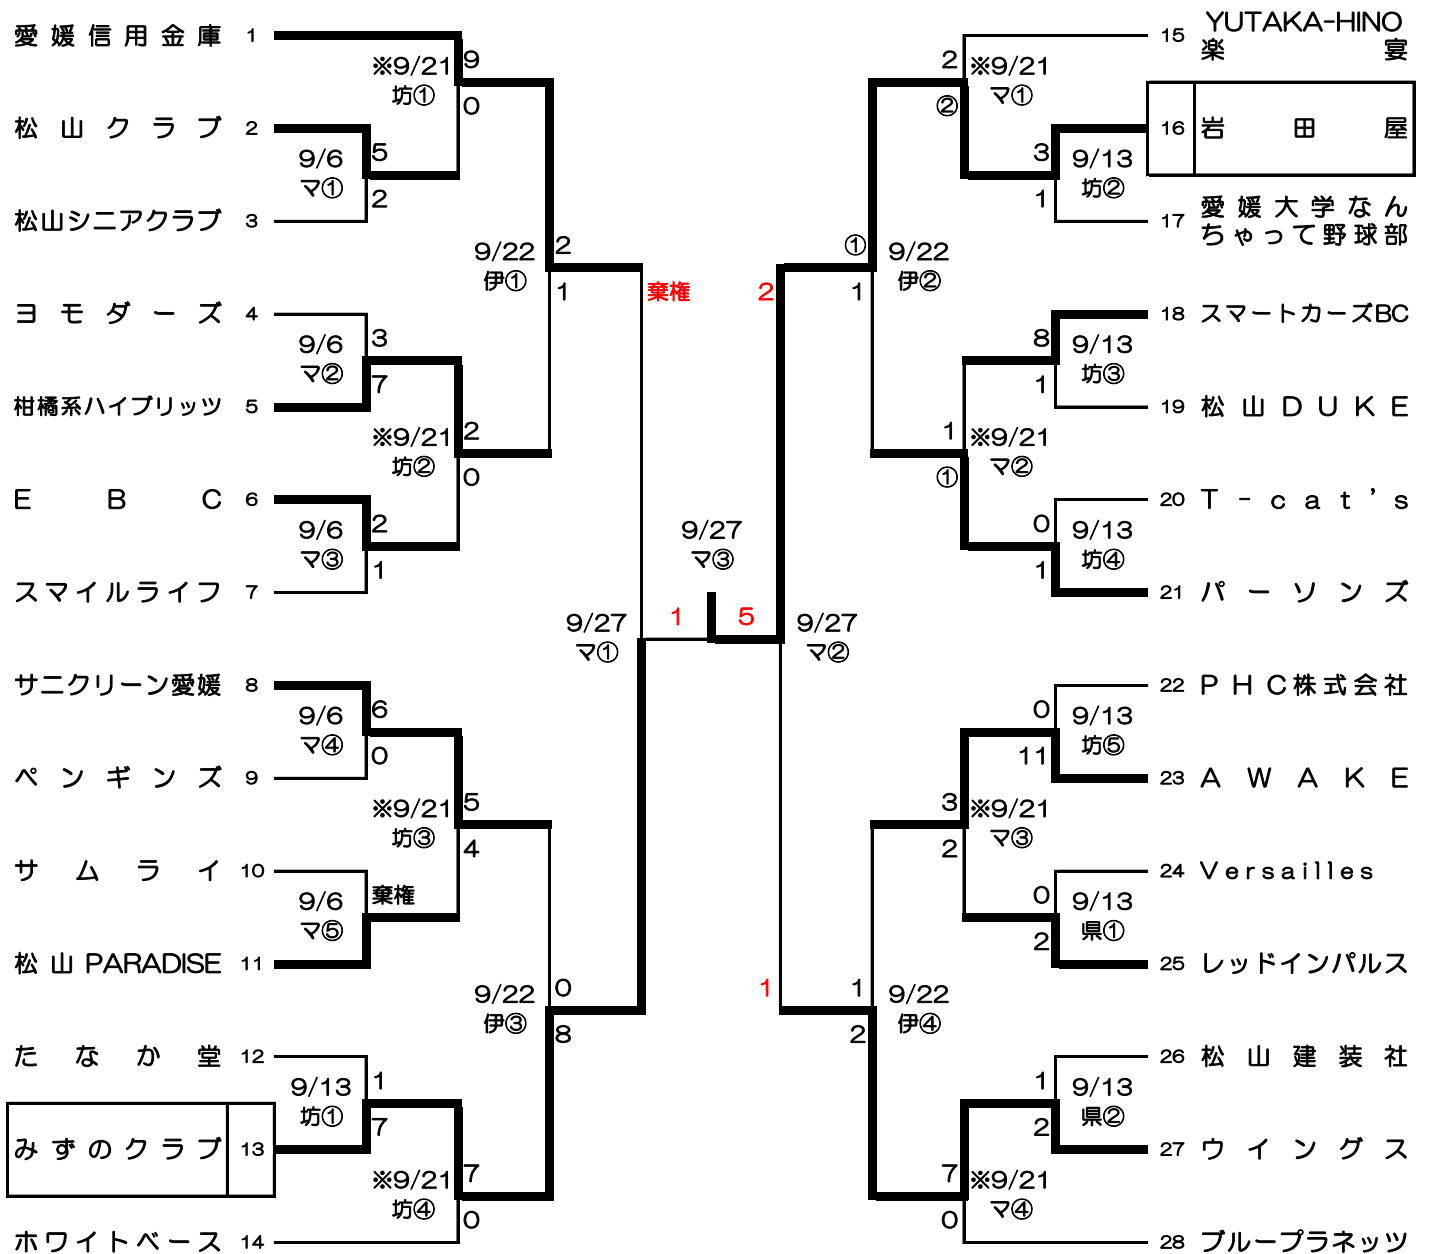 愛媛信用金庫 1
※9/21
坊①
9
0
松山クラブ 2
9/6
マ①
5
2
松山シニアクラブ 3
9/22
伊①
2
1
ヨモダーズ 4
9/6
マ②
3
7
柑橘系ハイブリッツ 5
※9/21
坊②
2
0
EBC 6
9/6
マ③
2
1
スマイルライフ 7
9/27
マ①
棄権
サニクリーン愛媛 8
9/6
マ④
6
0
ペンギンズ 9
※9/21
坊③
5
4
サムライ 10
9/6
マ⑤
棄権
松山PARADISE 11
9/22
伊③
0
8
たなか堂 12
9/13
坊①
1
7
みずのクラブ 13
※9/21
坊④
7
0
ホワイトベース 14
9/27
マ③
1
5
15 YUTAKA-HINO
楽宴
2
②
※9/21
マ①
16 岩田屋
3
1
9/13
坊②
17 愛媛大学なん
ちゃって野球部
①
1
9/22
伊②
18 スマートカーズBC
8
1
9/13
坊③
19 松山DUKE
1
①
※9/21
マ②
20 T-cat's
0
1
9/13
坊④
21 パーソンズ
2
1
9/27
マ②
22 PHC株式会社
0
11
9/13
坊⑤
23 AWAKE
3
2
※9/21
マ③
24 Versailles
0
2
9/13
県①
25 レッドインパルス
1
2
9/22
伊④
26 松山建装社
1
2
9/13
県②
27 ウイングス
7
0
※9/21
マ④
28 ブループラネッツ